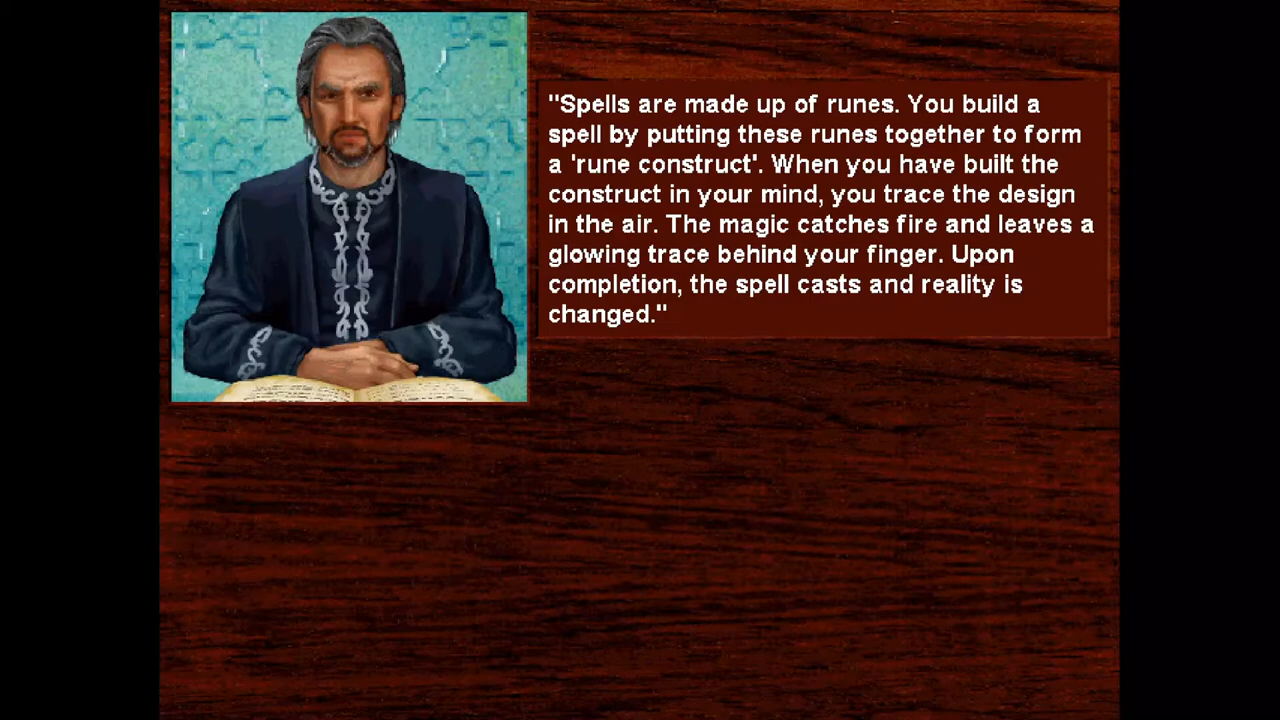 "Spells are made up of runes. You build a
spell by putting these runes together to form
a 'rune construct'. When you have built the
construct in your mind, you trace the design
in the air. The magic catches fire and leaves a
glowing trace behind your finger. Upon
completion, the spell casts and reality is
changed."